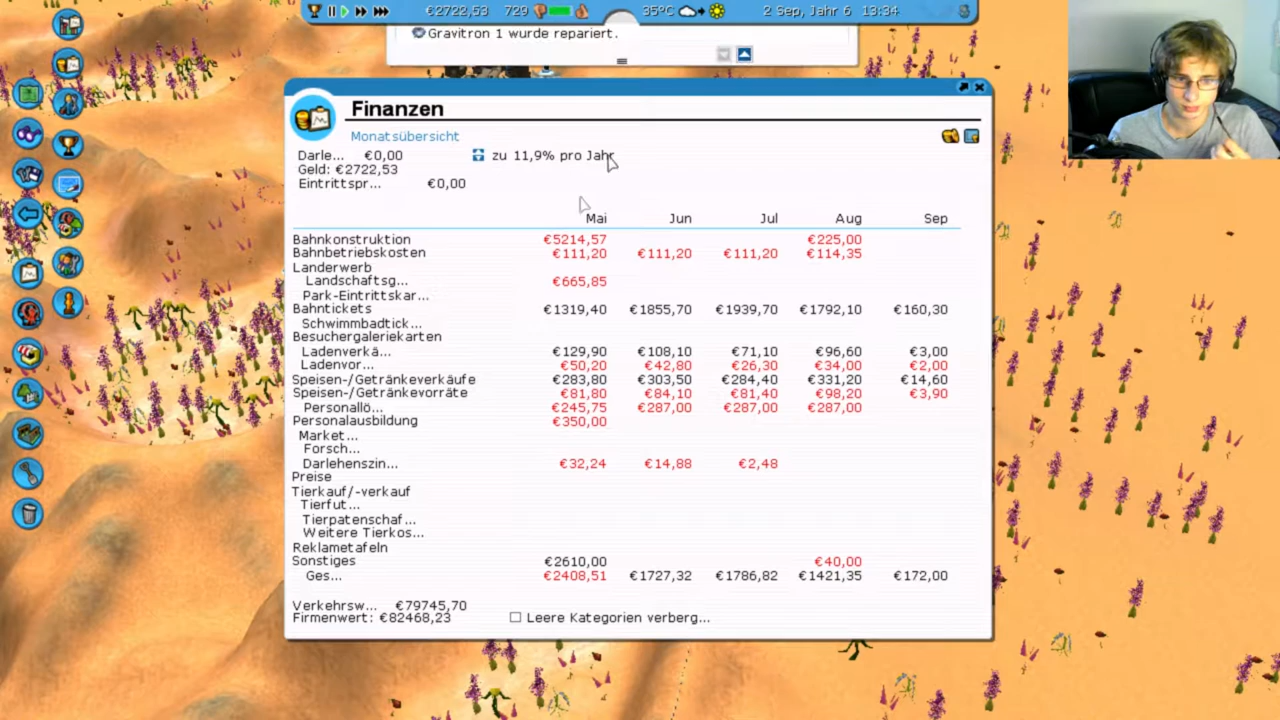 €2722,53 729 35°C 2 Sep, Jahr 6 13:34
Gravitron 1 wurde repariert.
Finanzen
Monatsübersicht
Darle... €0,00 zu 11,9% pro Jahr
Geld: €2722,53
Eintrittspr... €0,00
Mai Jun Jul Aug Sep
Bahnkonstruktion €5214,57 €225,00
Bahnbetriebskosten €111,20 €111,20 €111,20 €114,35
Landerwerb
Landschaftsg... €665,85
Park-Eintrittskar...
Bahntickets €1319,40 €1855,70 €1939,70 €1792,10 €160,30
Schwimmbadtick...
Besuchergaleriekarten
Ladenverkä... €129,90 €108,10 €71,10 €96,60 €3,00
Ladenvor... €50,20 €42,80 €26,30 €34,00 €2,00
Speisen-/Getränkeverkäufe €283,80 €303,50 €284,40 €331,20 €14,60
Speisen-/Getränkevorräte €81,80 €84,10 €81,40 €98,20 €3,90
Personallö... €245,75 €287,00 €287,00 €287,00
Personalausbildung €350,00
Market...
Forsch...
Darlehenszin... €32,24 €14,88 €2,48
Preise
Tierkauf/-verkauf
Tierfut...
Tierpatenschaf...
Weitere Tierkos...
Reklametafeln
Sonstiges €2610,00 €40,00
Ges... €2408,51 €1727,32 €1786,82 €1421,35 €172,00
Verkehrsw... €79745,70
Firmenwert: €82468,23 Leere Kategorien verberg...